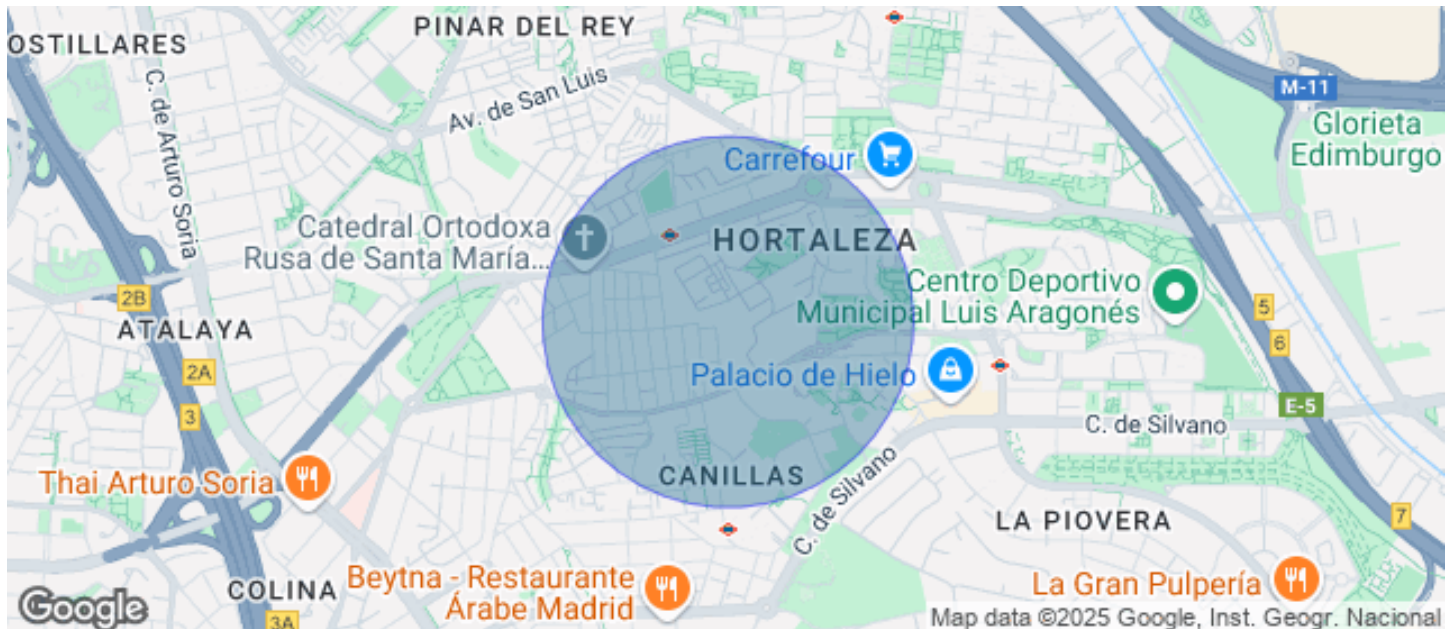 PINAR DEL REY
OSTILLARES
C. de Arturo Soria
Av. de San Luis
M-11
Glorieta
Edimburgo
Carrefour
Catedral Ortodoxa
Rusa de Santa María...
HORTALEZA
Centro Deportivo
Municipal Luis Aragonés
2B
ATALAYA
5
6
2A
3
Palacio de Hielo
E-5
C. de Silvano
Thai Arturo Soria
CANILLAS
C. de Silvano
LA PIOVERA
7
COLINA
Beytna - Restaurante
Árabe Madrid
La Gran Pulpería
3A
Google
Map data ©2025 Google, Inst. Geogr. Nacional